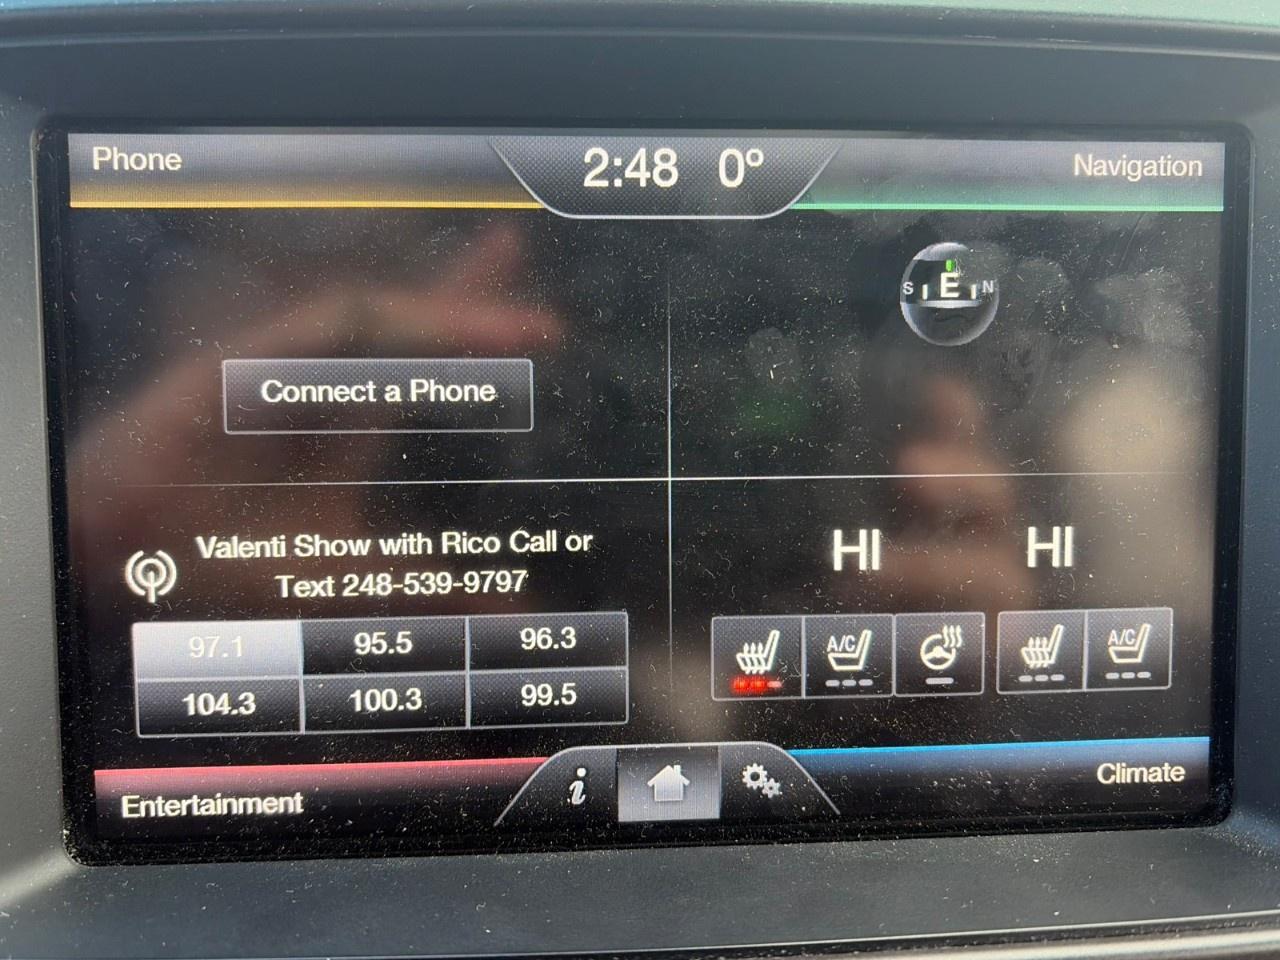 Phone
2:48 0º
Navigation
S E N
Connect a Phone
Valenti Show with Rico Call or
Text 248-539-9797
HI HI
97.1 95.5 96.3
104.3 100.3 99.5
A/C A/C
Entertainment
i
Climate